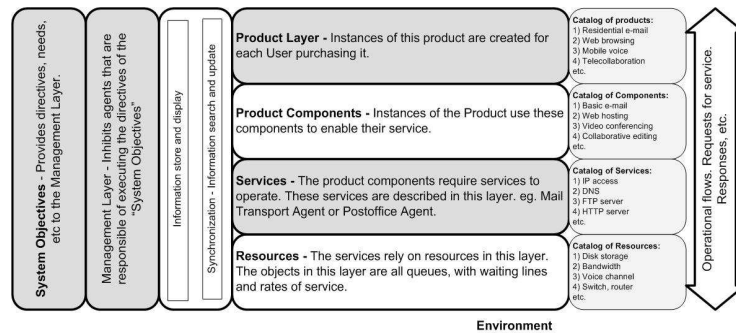 System Objectives - Provides directives, needs,
etc to the Management Layer.
Management Layer - Inhibits agents that are
responsible of executing the directives of the
"System Objectives"
Information store and display
Synchronization - Information search and update
Product Layer - Instances of this product are created for
each User purchasing it.
Catalog of products:
1) Residential e-mail
2) Web browsing
3) Mobile voice
4) Telecollaboration
etc.
Product Components - Instances of the Product use these
components to enable their service.
Catalog of Components:
1) Basic e-mail
2) Web hosting
3) Video conferencing
4) Collaborative editing
etc.
Services - The product components require services to
operate. These services are described in this layer. eg. Mail
Transport Agent or Postoffice Agent.
Catalog of Services:
1) IP access
2) DNS
3) FTP server
4) HTTP server
etc.
Resources - The services rely on resources in this layer.
The objects in this layer are all queues, with waiting lines
and rates of service.
Catalog of Resources:
1) Disk storage
2) Bandwidth
3) Voice channel
4) Switch, router
etc.
Operational flows. Requests for service.
Responses, etc.
Environment